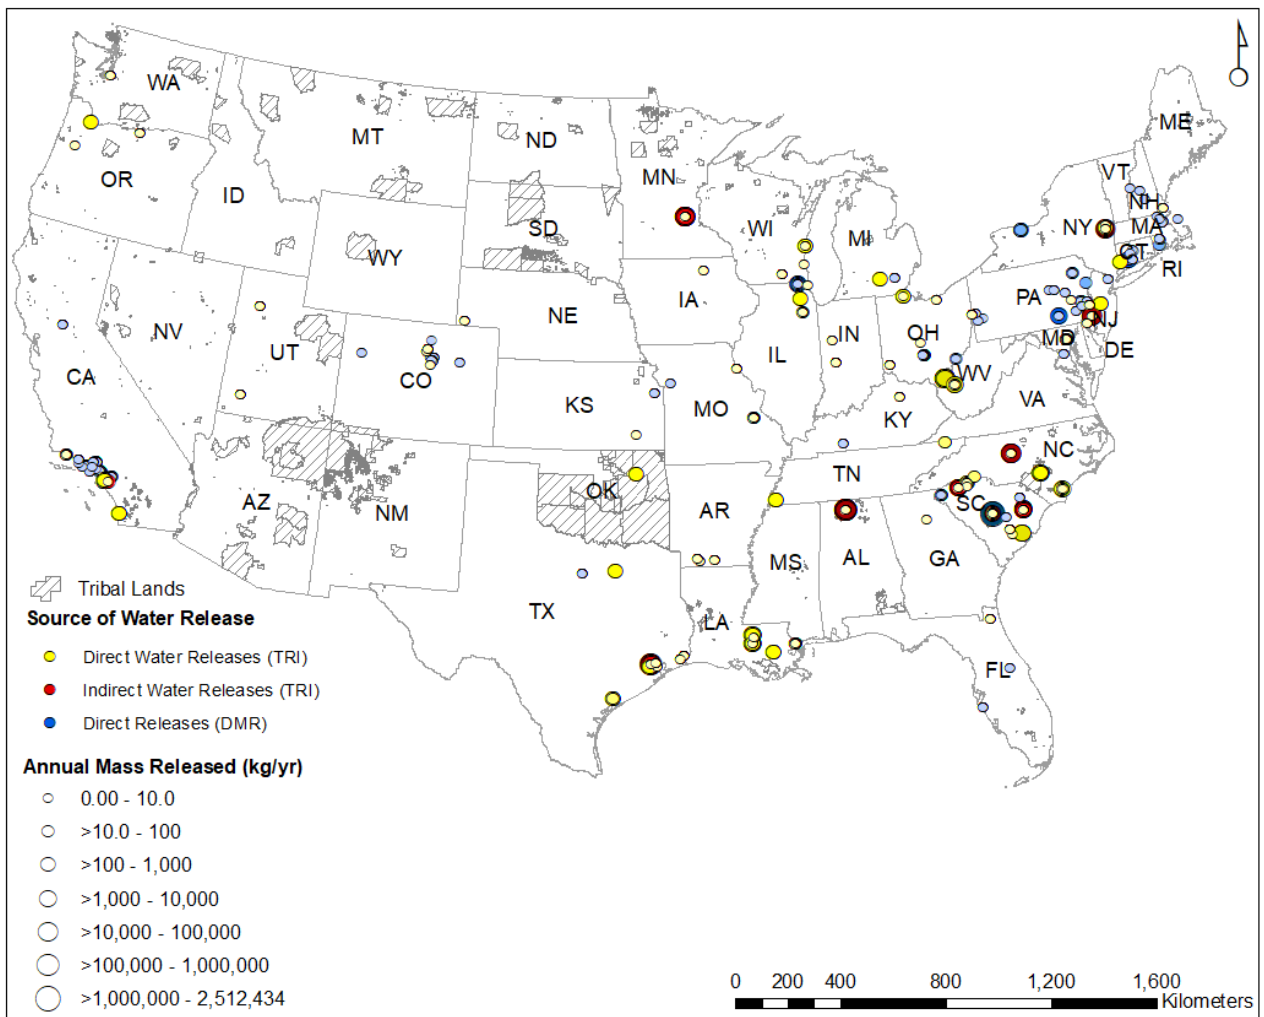 WA
ME
MT
ND
VT
OR
MN
ID
NH
NY
MA
WI
MI
SD
CT
WY
RI
PA
IA
NE
NJ
NV
OH
MD
IN
DE
UT
IL
WV
CO
CA
VA
KS
MO
KY
NC
TN
OK
AZ
SC
NM
AR
GA
MS
AL
TX
LA
FL
Tribal Lands
Source of Water Release
Direct Water Releases (TRI)
Indirect Water Releases (TRI)
Direct Releases (DMR)
Annual Mass Released (kg/yr)
0.00 - 10.0
>10.0 - 100
>100 - 1,000
>1,000 - 10,000
>10,000 - 100,000
>100,000 - 1,000,000
>1,000,000 - 2,512,434
0 200 400 800 1,200 1,600
Kilometers